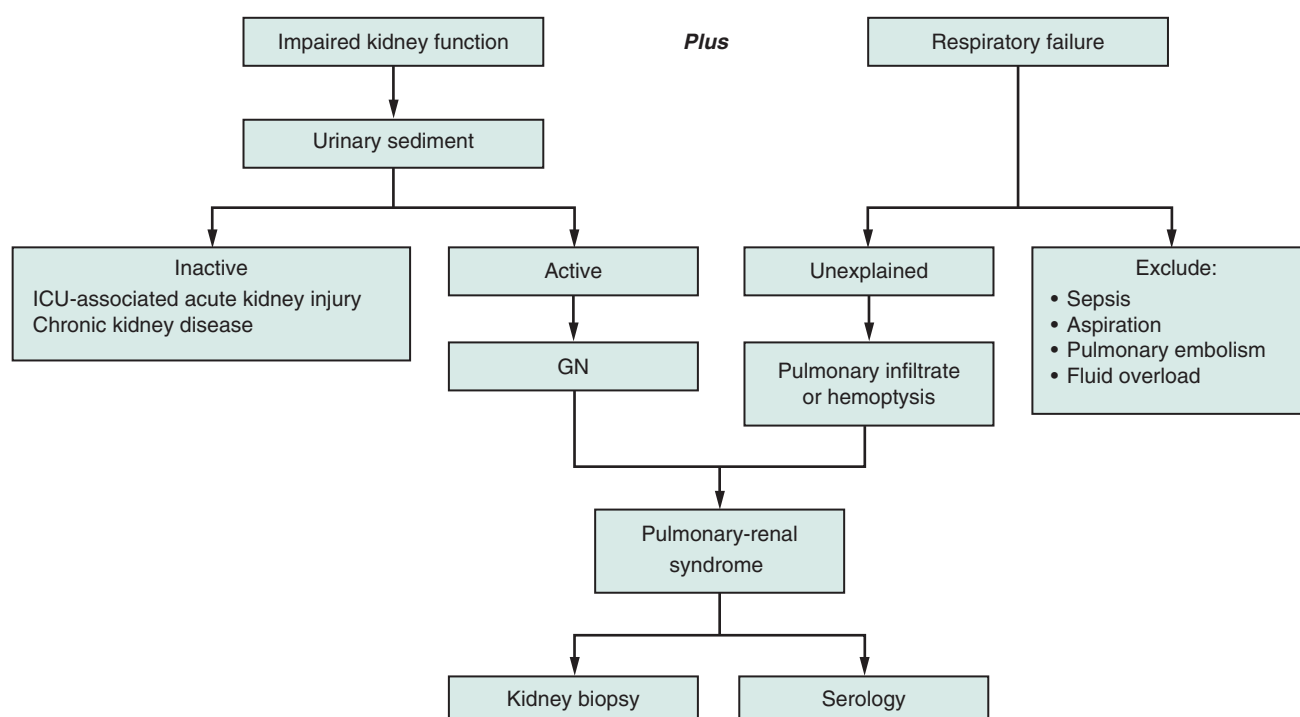 Impaired kidney function
Plus
Respiratory failure
Urinary sediment
Inactive
ICU-associated acute kidney injury
Chronic kidney disease
Active
Unexplained
Exclude:
• Sepsis
• Aspiration
• Pulmonary embolism
• Fluid overload
GN
Pulmonary infiltrate
or hemoptysis
Pulmonary-renal
syndrome
Kidney biopsy
Serology